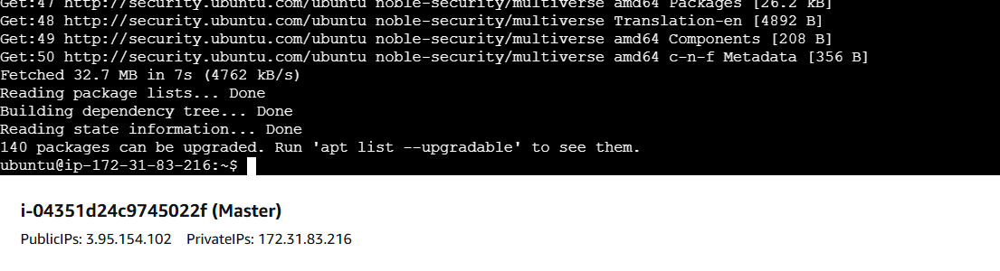 Get:47 http://security.ubuntu.com/ubuntu noble-security/multiverse amd64 Packages [26.2 kB]
Get:48 http://security.ubuntu.com/ubuntu noble-security/multiverse Translation-en [4892 B]
Get:49 http://security.ubuntu.com/ubuntu noble-security/multiverse amd64 Components [208 B]
Get:50 http://security.ubuntu.com/ubuntu noble-security/multiverse amd64 c-n-f Metadata [356 B]
Fetched 32.7 MB in 7s (4762 kB/s)
Reading package lists... Done
Building dependency tree... Done
Reading state information... Done
140 packages can be upgraded. Run 'apt list --upgradable' to see them.
ubuntu@ip-172-31-83-216:~$
i-04351d24c9745022f (Master)
PublicIPs: 3.95.154.102 PrivateIPs: 172.31.83.216